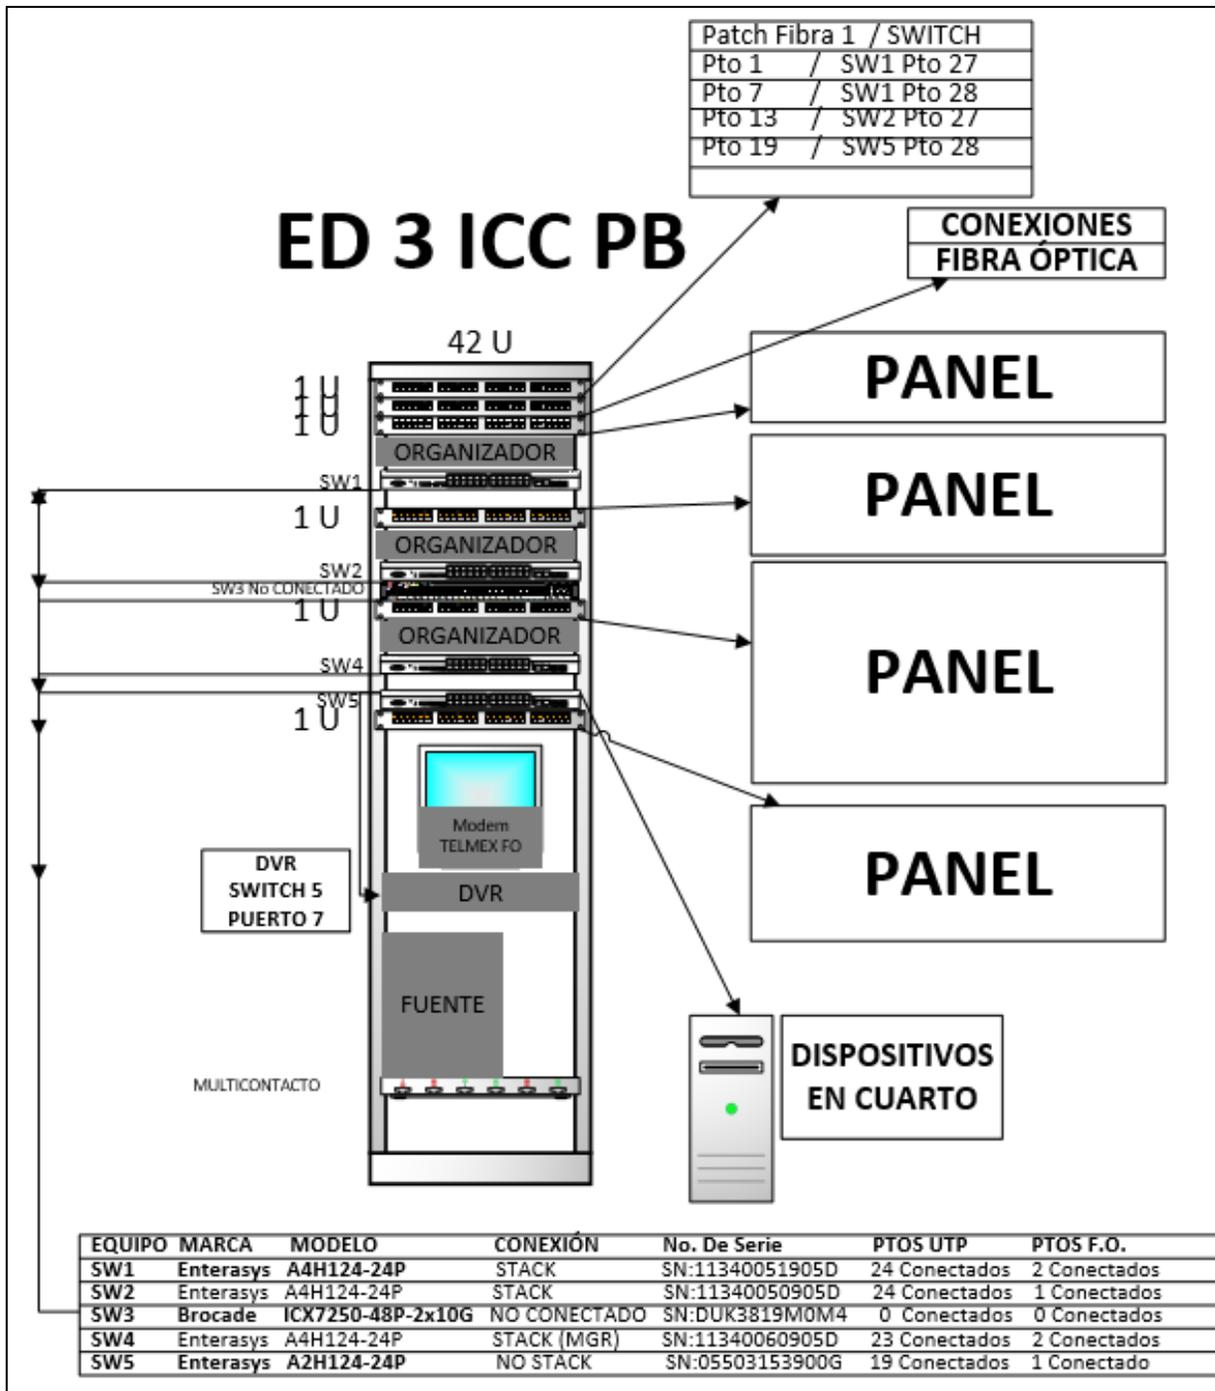 Patch Fibra 1 / SWITCH
Pto 1 / SW1 Pto 27
Pto 7 / SW1 Pto 28
Pto 13 / SW2 Pto 27
Pto 19 / SW5 Pto 28
ED 3 ICC PB
CONEXIONES
FIBRA ÓPTICA
42 U
1 U
1 U
1 U
PANEL
ORGANIZADOR
SW1
PANEL
1 U
ORGANIZADOR
SW2
SW3 No CONECTADO
1 U
ORGANIZADOR
PANEL
SW4
SW5
1 U
Modem
TELMEX FO
PANEL
DVR
SWITCH 5
PUERTO 7
DVR
FUENTE
MULTICONTACTO
DISPOSITIVOS
EN CUARTO
EQUIPO MARCA MODELO CONEXIÓN No. De Serie PTOS UTP PTOS F.O.
SW1 Enterasys A4H124-24P STACK SN:11340051905D 24 Conectados 2 Conectados
SW2 Enterasys A4H124-24P STACK SN:11340050905D 24 Conectados 1 Conectados
SW3 Brocade ICX7250-48P-2x10G NO CONECTADO SN:DUK3819M0M4 0 Conectados 0 Conectados
SW4 Enterasys A4H124-24P STACK (MGR) SN:11340060905D 23 Conectados 2 Conectados
SW5 Enterasys A2H124-24P NO STACK SN:05503153900G 19 Conectados 1 Conectado